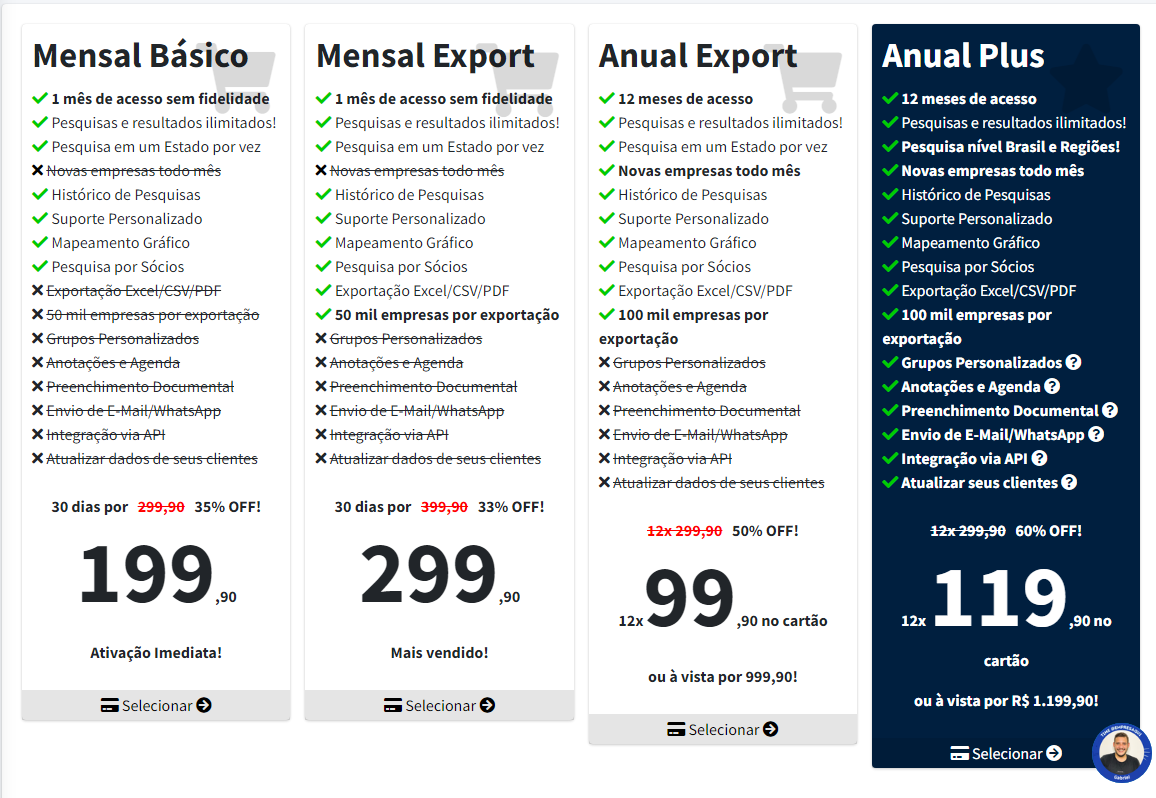 Mensal Básico
1 mês de acesso sem fidelidade
Pesquisas e resultados ilimitados!
Pesquisa em um Estado por vez
Novas empresas todo mês
Histórico de Pesquisas
Suporte Personalizado
Mapeamento Gráfico
Pesquisa por Sócios
Exportação Excel/CSV/PDF
50 mil empresas por exportação
Grupos Personalizados
Anotações e Agenda
Preenchimento Documental
Envio de E-Mail/WhatsApp
Integração via API
Atualizar dados de seus clientes
30 dias por 299,90 35% OFF!
199,90
Ativação Imediata!
Selecionar
Mensal Export
1 mês de acesso sem fidelidade
Pesquisas e resultados ilimitados!
Pesquisa em um Estado por vez
Novas empresas todo mês
Histórico de Pesquisas
Suporte Personalizado
Mapeamento Gráfico
Pesquisa por Sócios
Exportação Excel/CSV/PDF
50 mil empresas por exportação
Grupos Personalizados
Anotações e Agenda
Preenchimento Documental
Envio de E-Mail/WhatsApp
Integração via API
Atualizar dados de seus clientes
30 dias por 399,90 33% OFF!
299,90
Mais vendido!
Selecionar
Anual Export
12 meses de acesso
Pesquisas e resultados ilimitados!
Pesquisa em um Estado por vez
Novas empresas todo mês
Histórico de Pesquisas
Suporte Personalizado
Mapeamento Gráfico
Pesquisa por Sócios
Exportação Excel/CSV/PDF
100 mil empresas por
exportação
Grupos Personalizados
Anotações e Agenda
Preenchimento Documental
Envio de E-Mail/WhatsApp
Integração via API
Atualizar dados de seus clientes
12x 299,90 50% OFF!
12x 99,90 no cartão
ou à vista por 999,90!
Selecionar
Anual Plus
12 meses de acesso
Pesquisas e resultados ilimitados!
Pesquisa nível Brasil e Regiões!
Novas empresas todo mês
Histórico de Pesquisas
Suporte Personalizado
Mapeamento Gráfico
Pesquisa por Sócios
Exportação Excel/CSV/PDF
100 mil empresas por
exportação
Grupos Personalizados ?
Anotações e Agenda ?
Preenchimento Documental ?
Envio de E-Mail/WhatsApp ?
Integração via API ?
Atualizar seus clientes ?
12x 299,90 60% OFF!
12x 119,90 no
cartão
ou à vista por R$ 1.199,90!
Selecionar
Gabriel